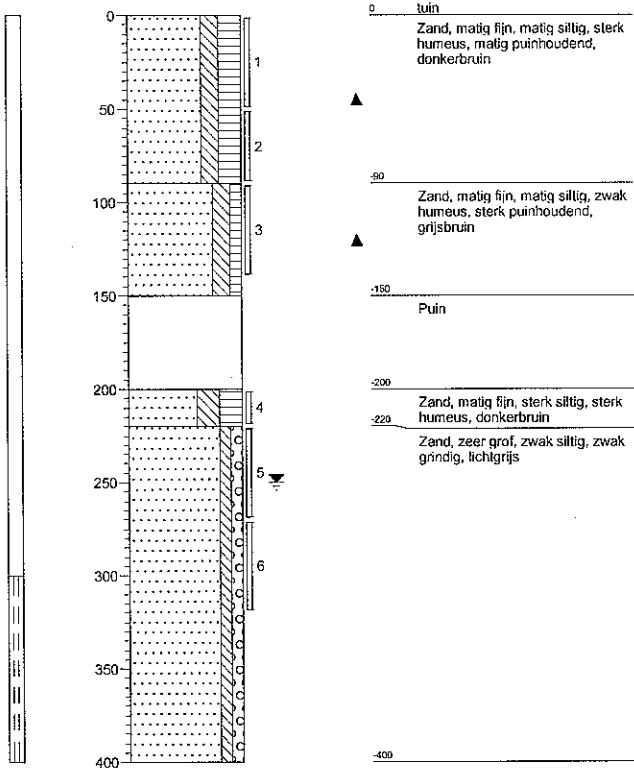 0
50
100
150
200
250
300
350
400
1
2
3
4
5
6
0 tuin
Zand, matig fijn, matig siltig, sterk
humeus, matig puinhoudend,
donkerbruin
-90
Zand, matig fijn, matig siltig, zwak
humeus, sterk puinhoudend,
grijsbruin
-150
Puin
-200
Zand, matig fijn, sterk siltig, sterk
humeus, donkerbruin
-220
Zand, zeer grof, zwak siltig, zwak
grindig, lichtgrijs
-400